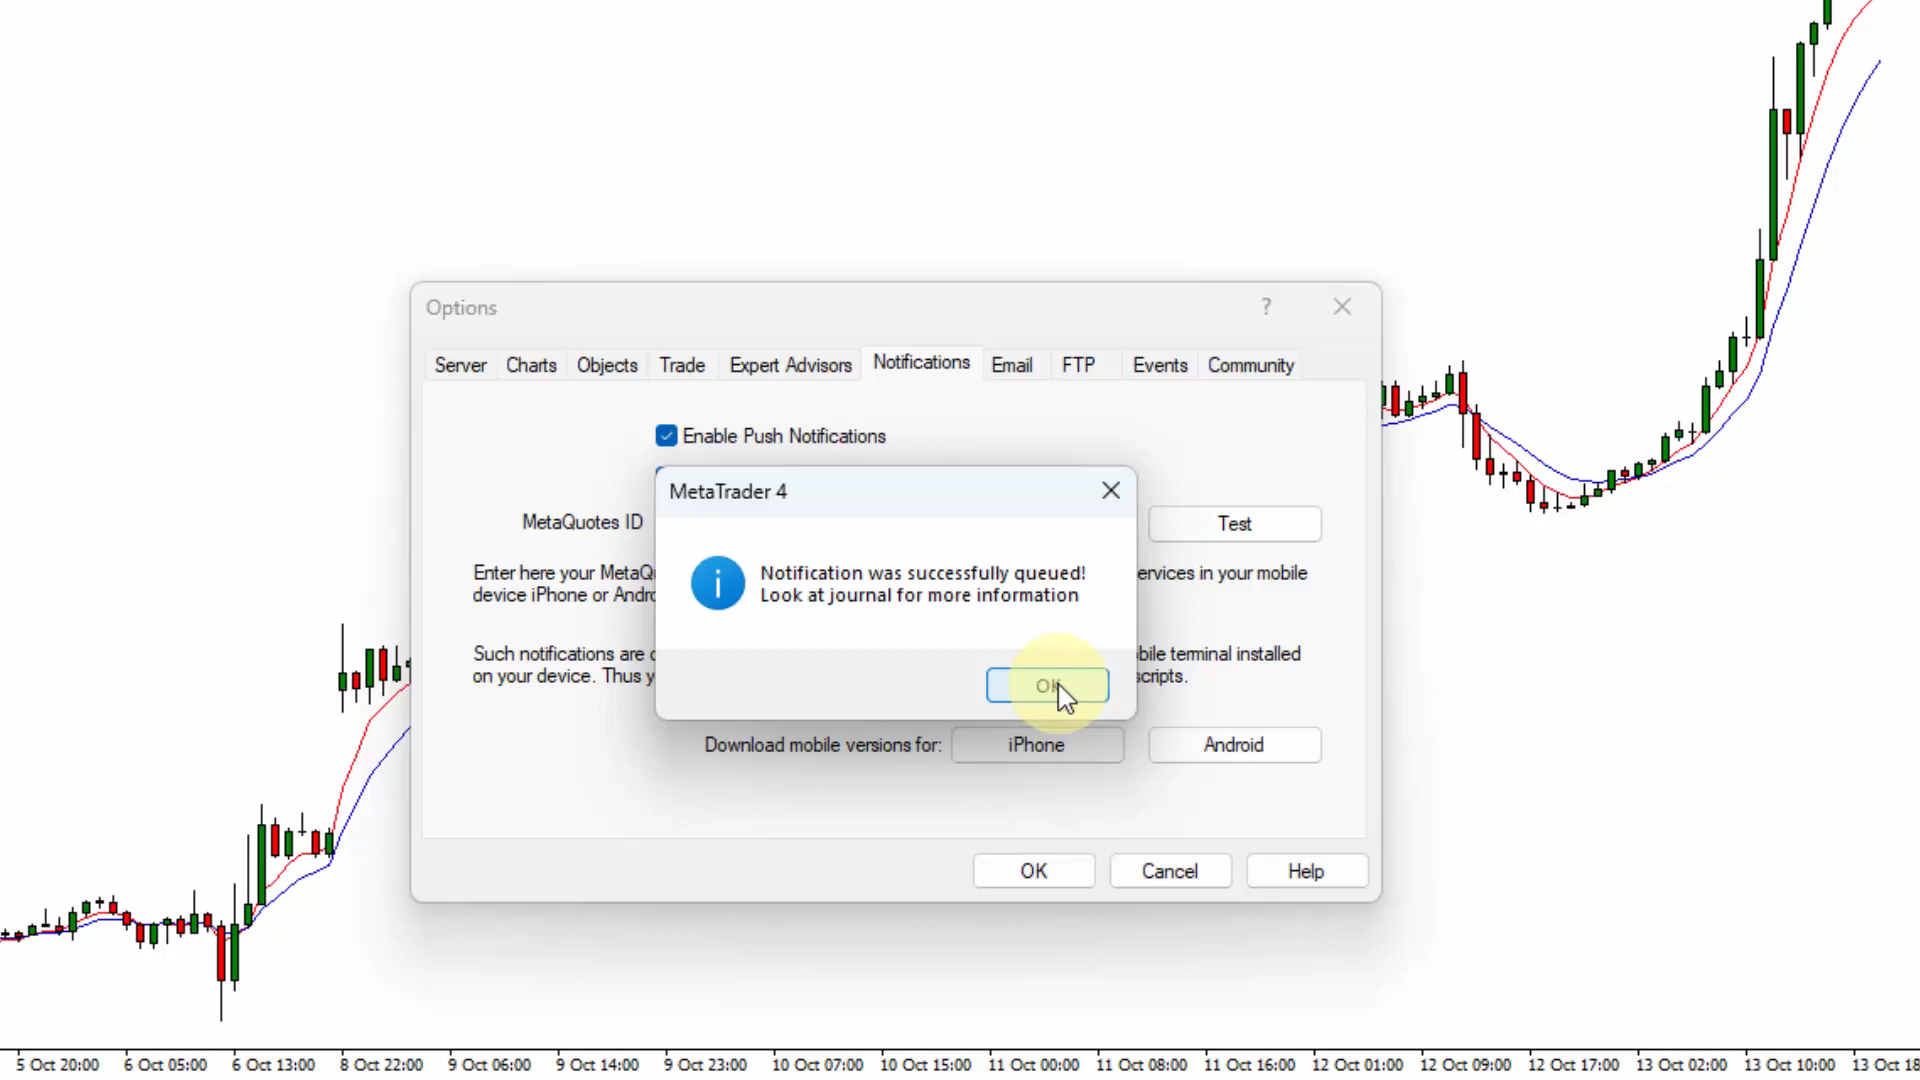 Options
?
Server Charts Objects Trade Expert Advisors Notifications Email FTP Events Community
Enable Push Notifications
MetaTrader 4
MetaQuotes ID
Test
i
Notification was successfully queued!
Look at journal for more information
OK
Enter here your ervices in your mobile
device iPhone or
Such notifications are bile terminal installed
on your device. Thus scripts.
Download mobile versions for: iPhone Android
OK Cancel Help
5 Oct 20:00 6 Oct 05:00 6 Oct 13:00 8 Oct 22:00 9 Oct 06:00 9 Oct 14:00 9 Oct 23:00 10 Oct 07:00 10 Oct 15:00 11 Oct 00:00 11 Oct 08:00 11 Oct 16:00 12 Oct 01:00 12 Oct 09:00 12 Oct 17:00 13 Oct 02:00 13 Oct 10:00 13 Oct 18